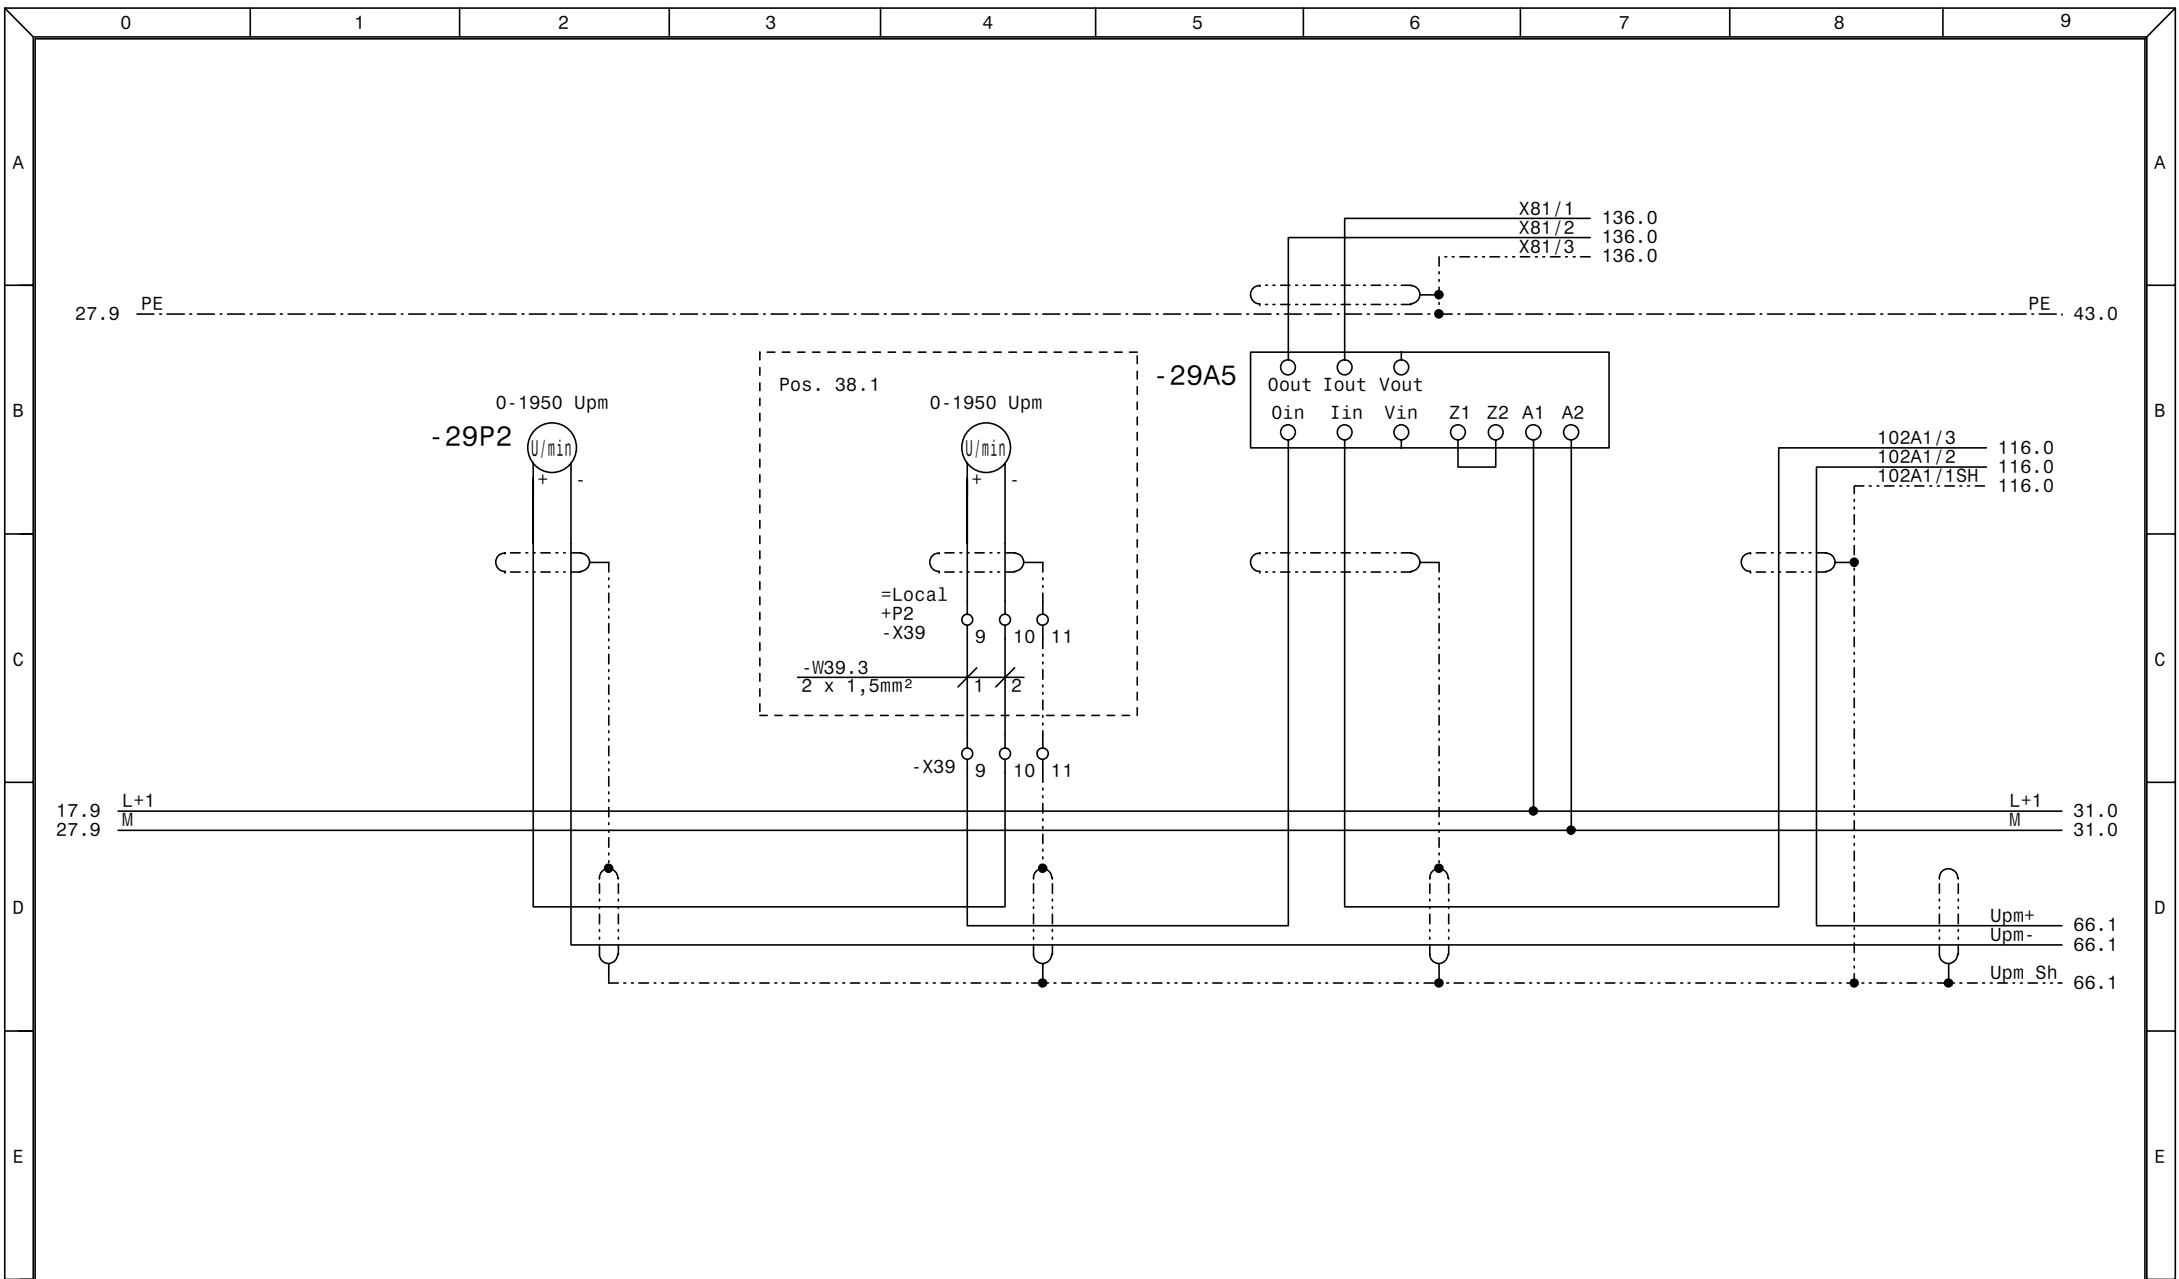 0 1 2 3 4 5 6 7 8 9
A A
X81/1 136.0
X81/2 136.0
X81/3 136.0
27.9 PE PE 43.0
Pos. 38.1
-29A5
0out Iout Vout
B B
0-1950 Upm 0-1950 Upm
0in Iin Vin Z1 Z2 A1 A2
-29P2
U/min U/min
102A1/3 116.0
102A1/2 116.0
102A1/1SH 116.0
+ - + -
=Local
+P2
-X39 9 10 11
C C
-W39.3
2 x 1,5mm² 1 2
-X39 9 10 11
17.9 L+1 L+1 31.0
27.9 M M 31.0
D D
Upm+ 66.1
Upm- 66.1
Upm Sh 66.1
E E